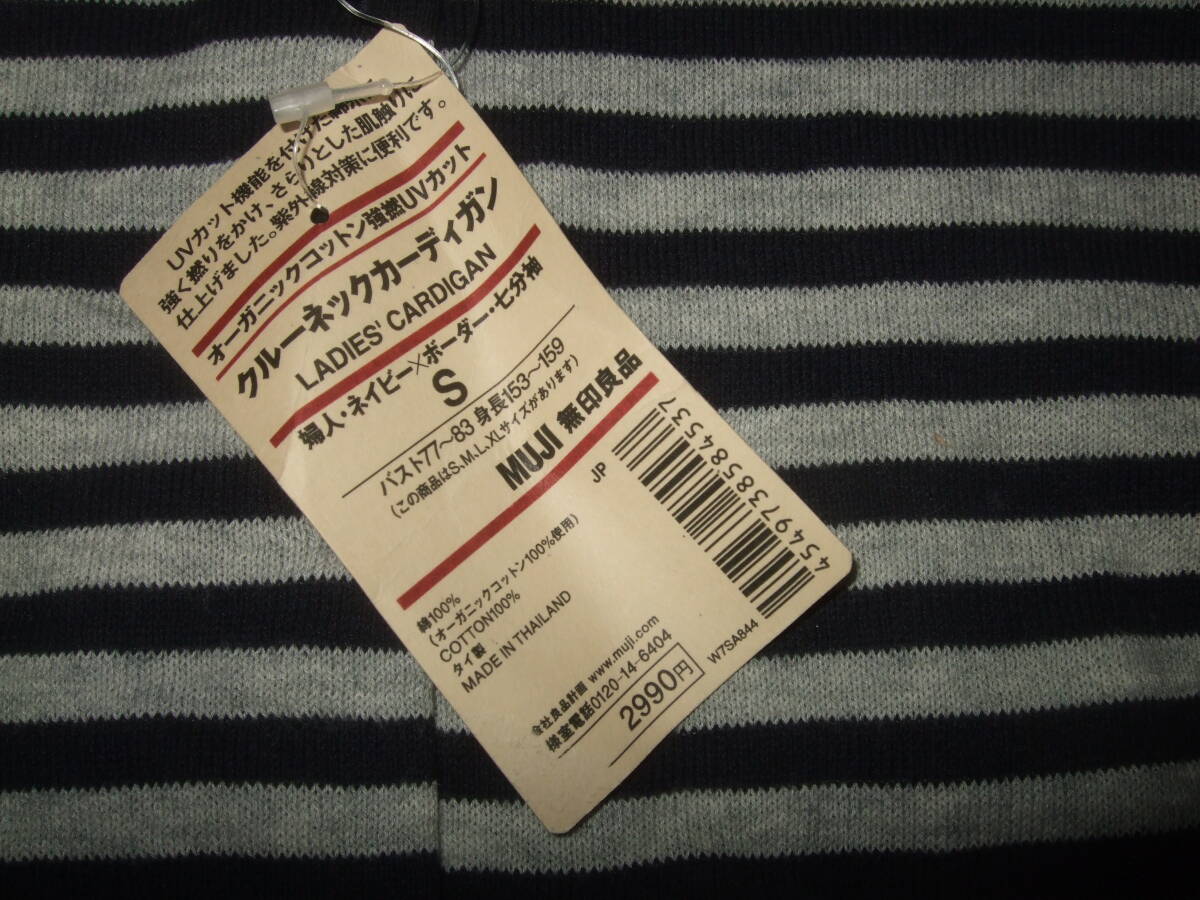 UVカット機能を付けた綿糸
強く撚りをかけ、さらりとした肌触りに
仕上げました。紫外線対策に便利です。
オーガニックコットン強撚UVカット
クルーネックカーディガン
LADIES' CARDIGAN
婦人・ネイビー×ボーダー・七分袖
S
バスト77〜83 身長153〜159
(この商品はS、M、L、XLサイズがあります)
MUJI 無印良品
JP
4549738584537
W7SA844
綿100%
(オーガニックコットン100%使用)
COTTON100%
タイ製
MADE IN THAILAND
会社良品計画 www.muji.com
様室電話0120-14-6404
2990円